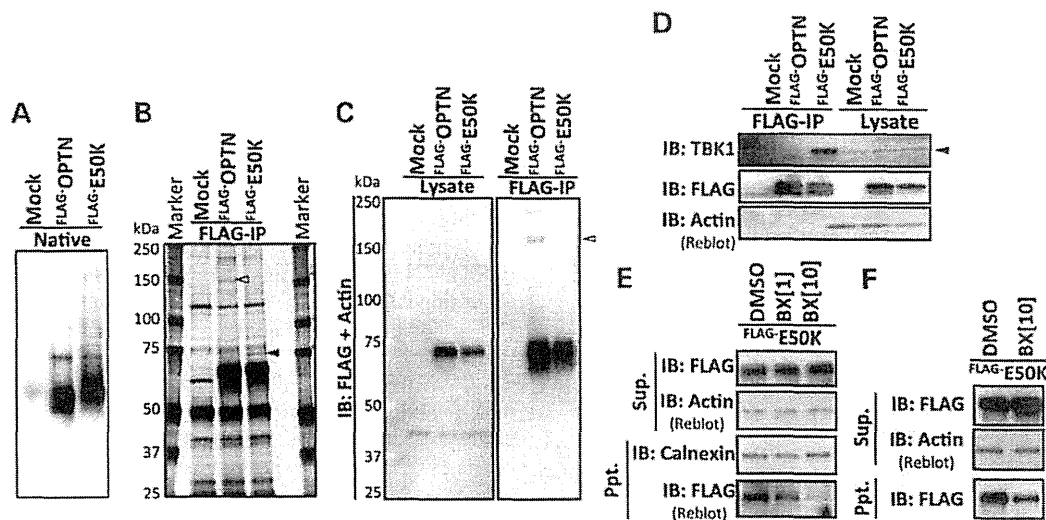 A
Mock
FLAG-OPTN
FLAG-E50K
Native
B
kDa
Marker
Mock
FLAG-OPTN
FLAG-E50K
Marker
FLAG-IP
250
150
100
75
50
37
25
C
kDa
Mock
FLAG-OPTN
FLAG-E50K
Lysate
Mock
FLAG-OPTN
FLAG-E50K
FLAG-IP
IB: FLAG + Actin
250
150
100
75
50
37
25
D
Mock
FLAG-OPTN
FLAG-E50K
FLAG-IP
Mock
FLAG-OPTN
FLAG-E50K
Lysate
IB: TBK1
IB: FLAG
IB: Actin
(Reblot)
E
DMSO
BX[1]
BX[10]
FLAG-E50K
Sup.
IB: FLAG
IB: Actin
(Reblot)
Ppt.
IB: Calnexin
IB: FLAG
(Reblot)
F
DMSO
BX[10]
FLAG-E50K
Sup.
IB: FLAG
IB: Actin
(Reblot)
Ppt.
IB: FLAG